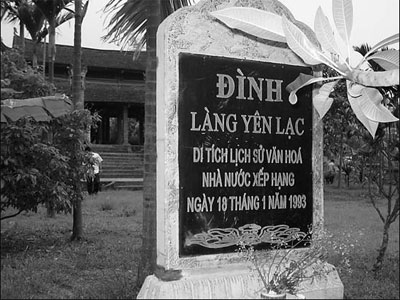 ĐÌNH
LÀNG YÊN LẠC
DI TÍCH LỊCH SỬ VĂN HOÁ
NHÀ NƯỚC XẾP HẠNG
NGÀY 18 THÁNG 1 NĂM 1993